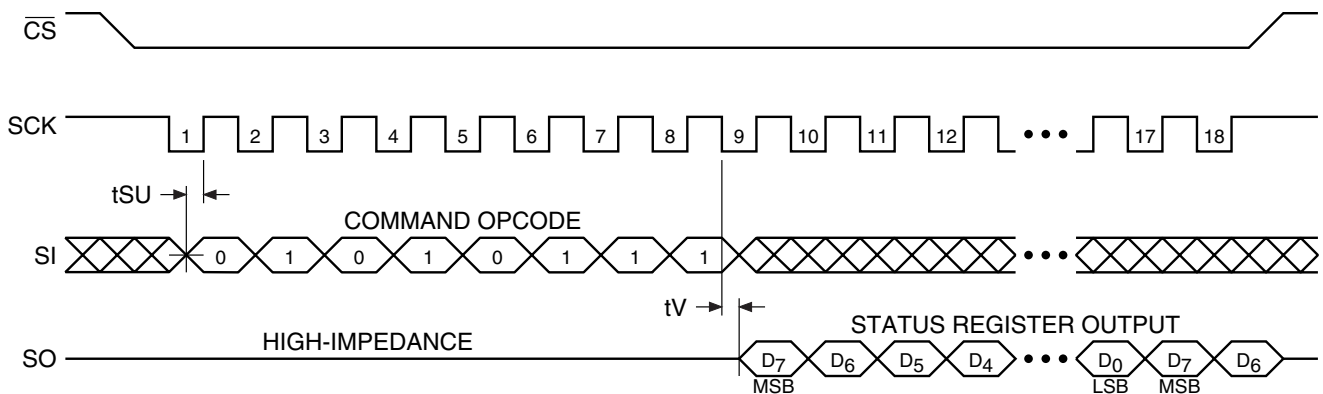 CS
SCK 1 2 3 4 5 6 7 8 9 10 11 12 17 18
tSU
COMMAND OPCODE
SI 0 1 0 1 0 1 1 1
tV
HIGH-IMPEDANCE
STATUS REGISTER OUTPUT
SO D7 D6 D5 D4 D0 D7 D6
MSB LSB MSB